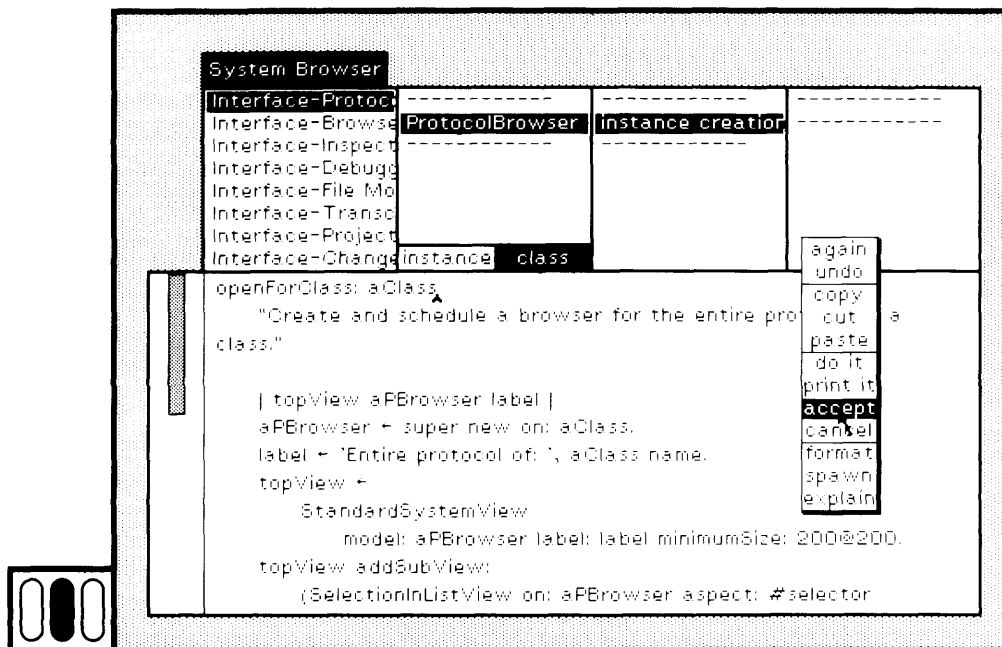 System Browser
Interface-Protoc
Interface-Browse
Interface-Inspect
Interface-Debugg
Interface-File Mo
Interface-Transc
Interface-Project
Interface-Change
--------------
ProtocolBrowser
--------------
instance
class
--------------
instance creation
--------------
--------------
--------------
again
undo
copy
cut
paste
do it
print it
accept
cancel
format
spawn
explain
openForClass: aClass
"Create and schedule a browser for the entire pro a
class."
| topView aPBrowser label |
aPBrowser ← super new on: aClass.
label ← 'Entire protocol of: ', aClass name.
topView ←
StandardSystemView
model: aPBrowser label: label minimumSize: 200@200.
topView addSubView:
(SelectionInListView on: aPBrowser aspect: #selector